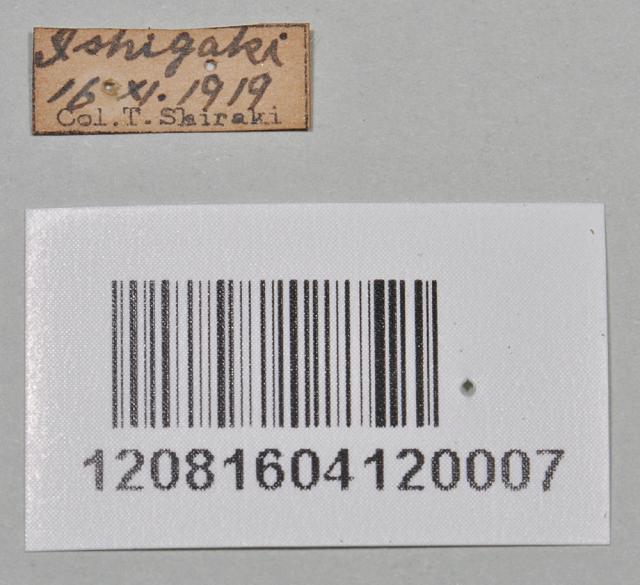 Ishigaki
16. XI. 1919
Col.T.Shiraki
12081604120007